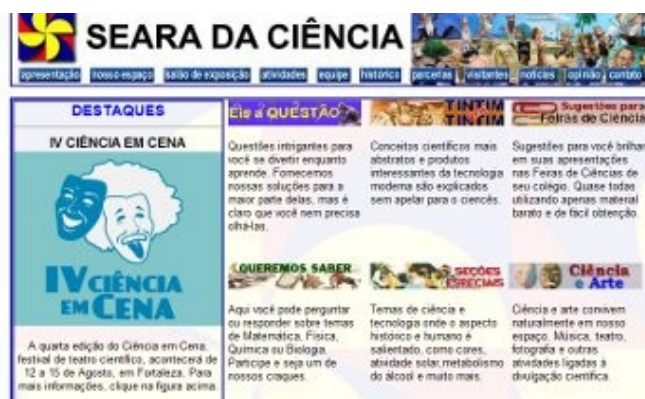 SEARA DA CIÊNCIA
apresentação nosso espaço salão de exposição atividades equipe histórico parcerias visitantes notícias opinião contato
DESTAQUES
IV CIÊNCIA EM CENA
IV CIÊNCIA
EM CENA
A quarta edição do Ciência em Cena,
festival de teatro científico, acontecerá de
12 a 15 de Agosto, em Fortaleza. Para
mais informações, clique na figura acima.
Eis a QUESTÃO
Questões intrigantes para
você se divertir enquanto
aprende. Fornecemos
nossas soluções para a
maior parte delas, mas é
claro que você nem precisa
olhá-las.
TINTIM
TINTIM
Conceitos científicos mais
abstratos e produtos
interessantes da tecnologia
moderna são explicados
sem apelar para o ciencês.
Sugestões para
Feiras de Ciência
Sugestões para você brilhar
em suas apresentações
nas Feiras de Ciências de
seu colégio. Quase todas
utilizando apenas material
barato e de fácil obtenção.
QUEREMOS SABER
Aqui você pode perguntar
ou responder sobre temas
de Matemática, Física,
Química ou Biologia.
Participe e seja um de
nossos craques.
SEÇÕES
ESPECIAIS
Temas de ciência e
tecnologia onde o aspecto
histórico e humano é
salientado, como cores,
atividade solar, metabolismo
do álcool e muito mais.
Ciência
e Arte
Ciência e arte convivem
naturalmente em nosso
espaço. Música, teatro,
fotografia e outras
atividades ligadas à
divulgação científica.